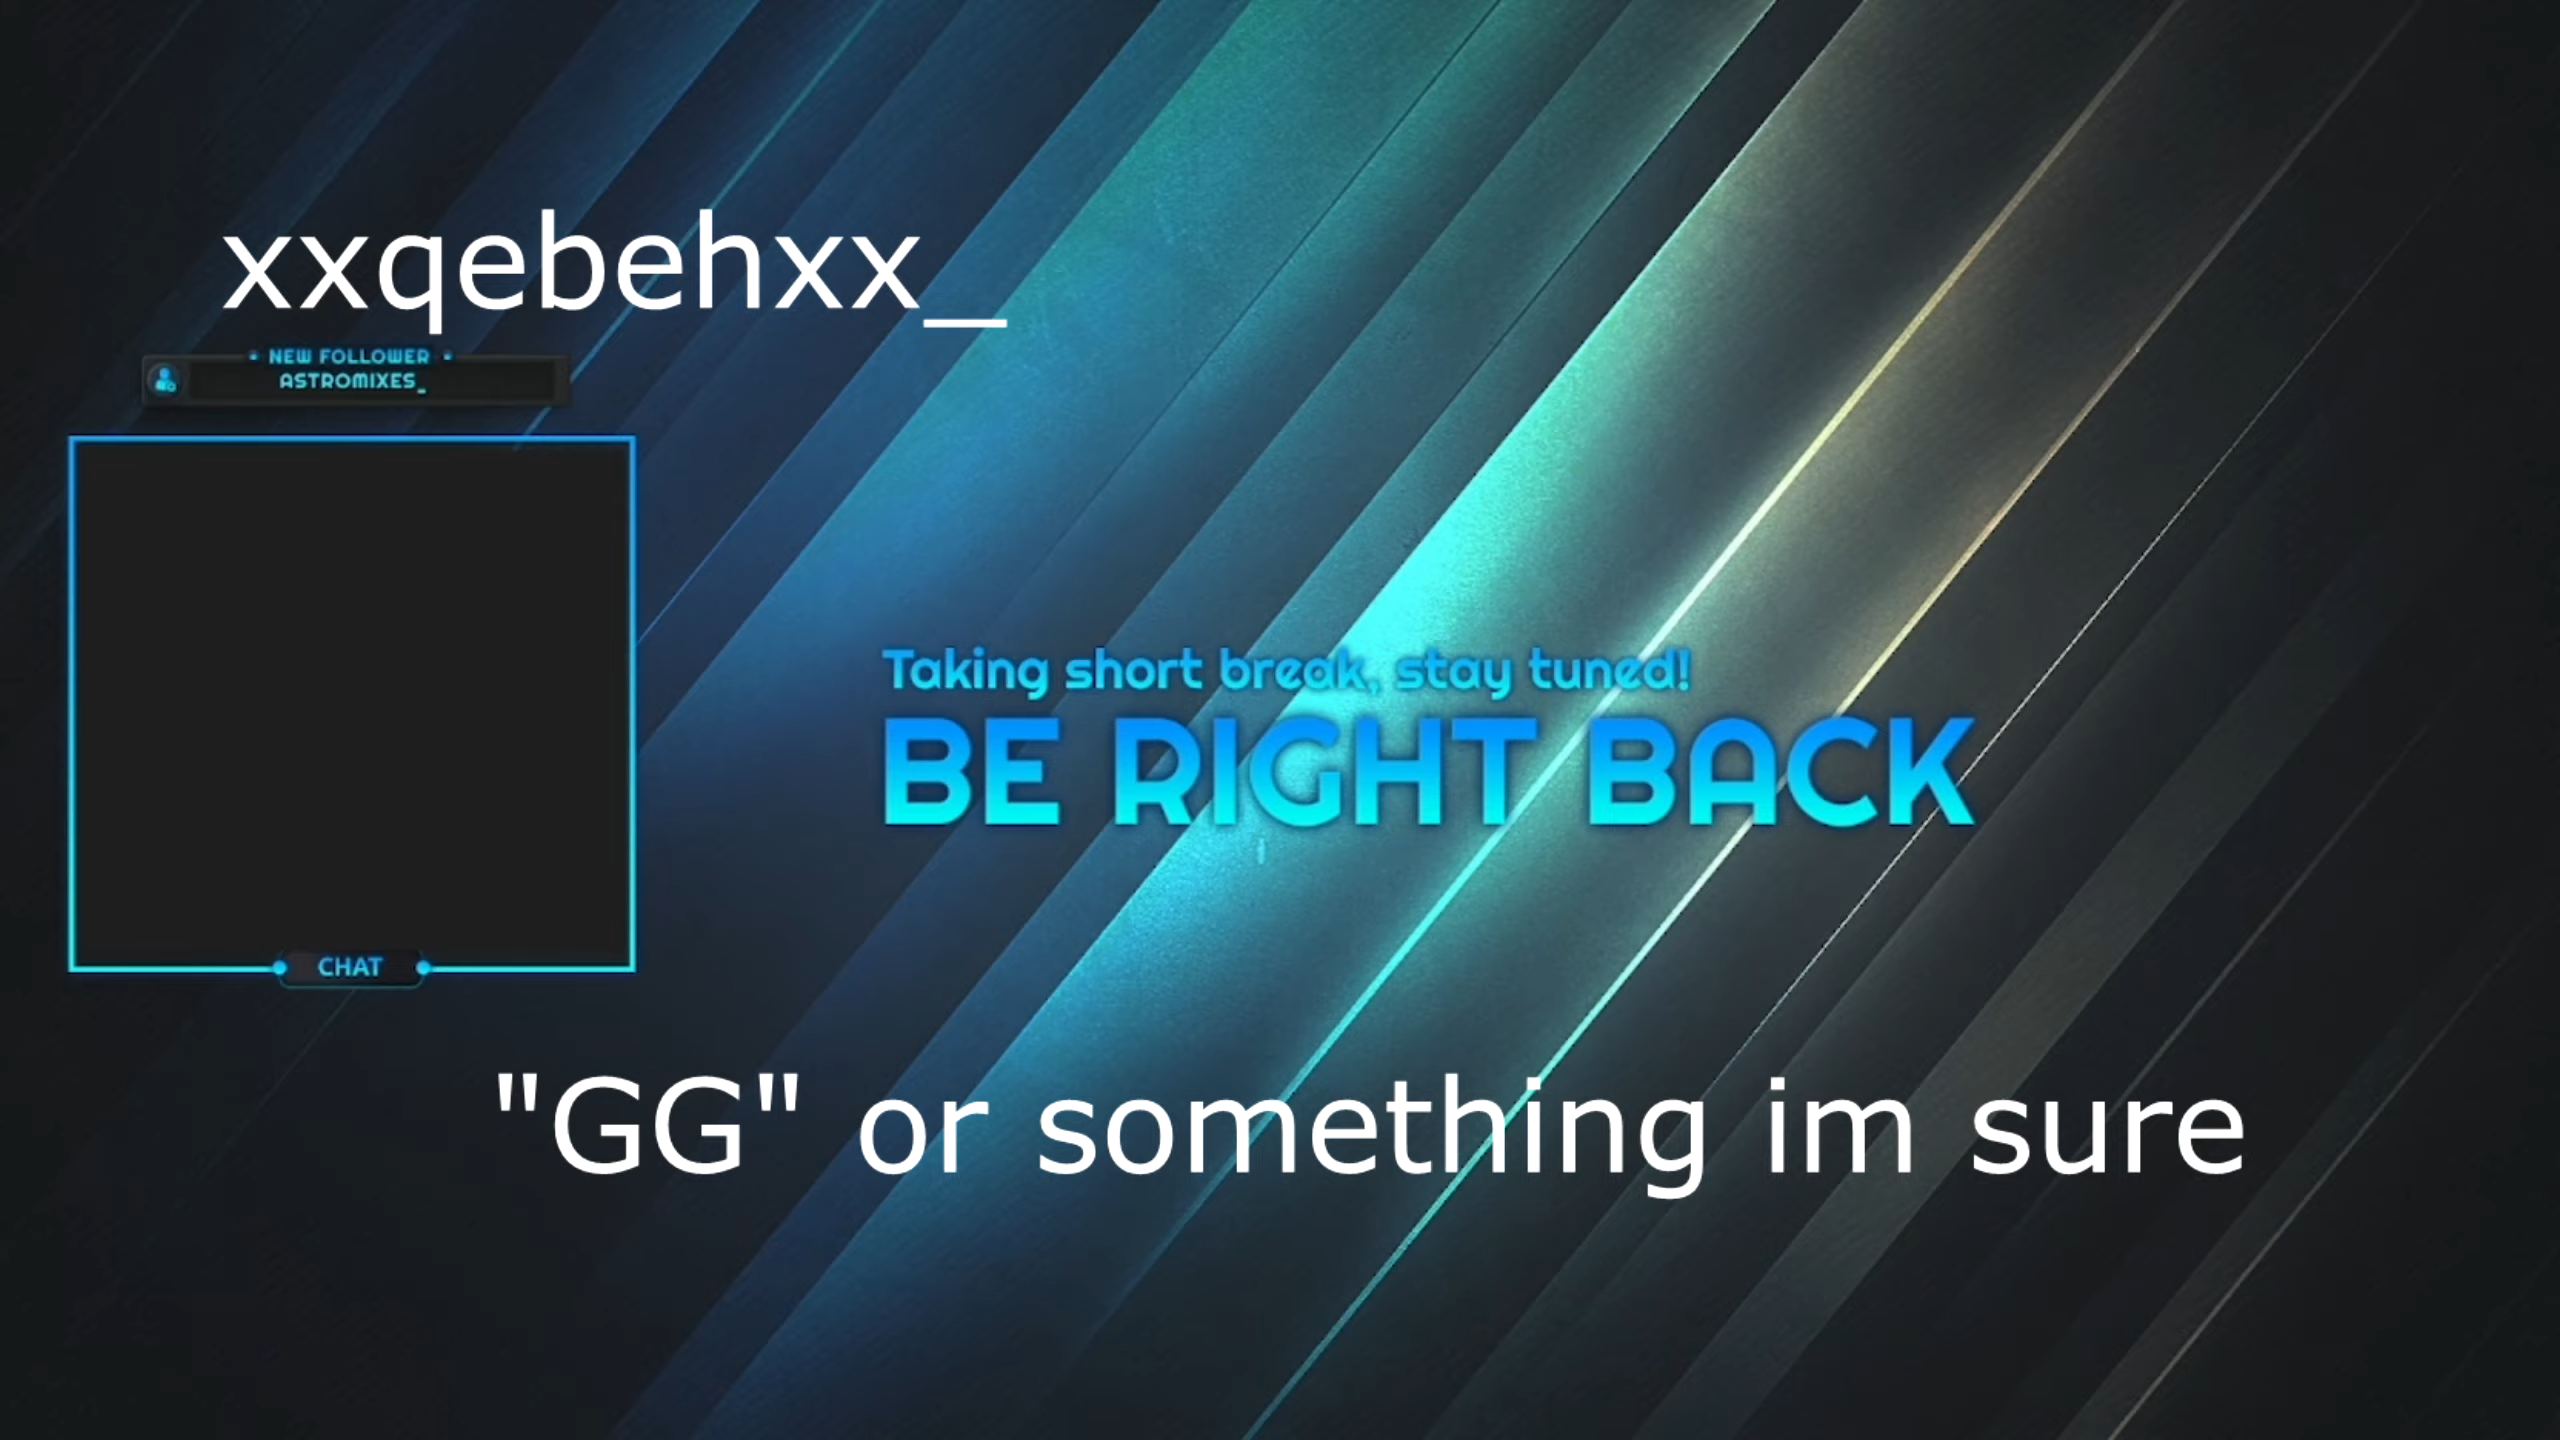 xxqebehxx_
NEW FOLLOWER
ASTROMIXES_
Taking short break, stay tuned!
BE RIGHT BACK
CHAT
"GG" or something im sure